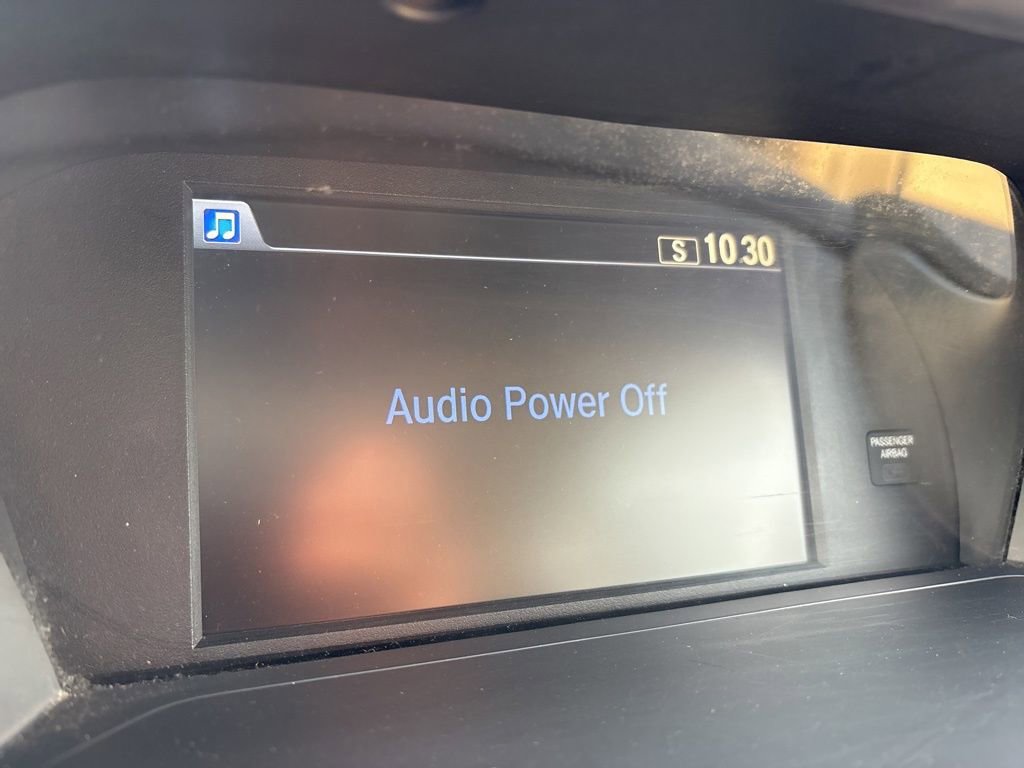 S 10:30
Audio Power Off
PASSENGER
AIRBAG